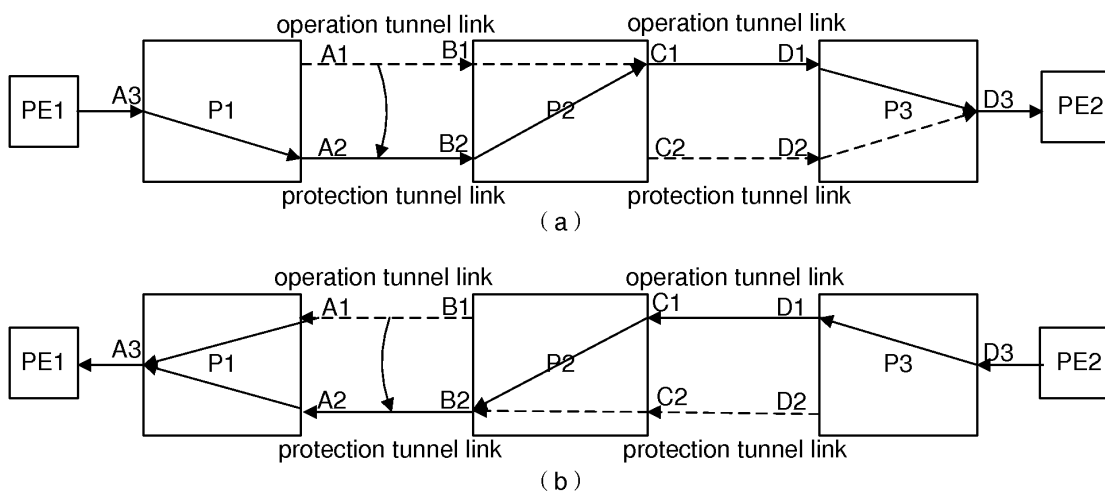 operation tunnel link operation tunnel link
A1 B1 C1 D1
PE1 A3 P1 P2 P3 D3 PE2
A2 B2 C2 D2
protection tunnel link protection tunnel link
(a)
operation tunnel link operation tunnel link
A1 B1 C1 D1
PE1 A3 P1 P2 P3 D3 PE2
A2 B2 C2 D2
protection tunnel link protection tunnel link
(b)